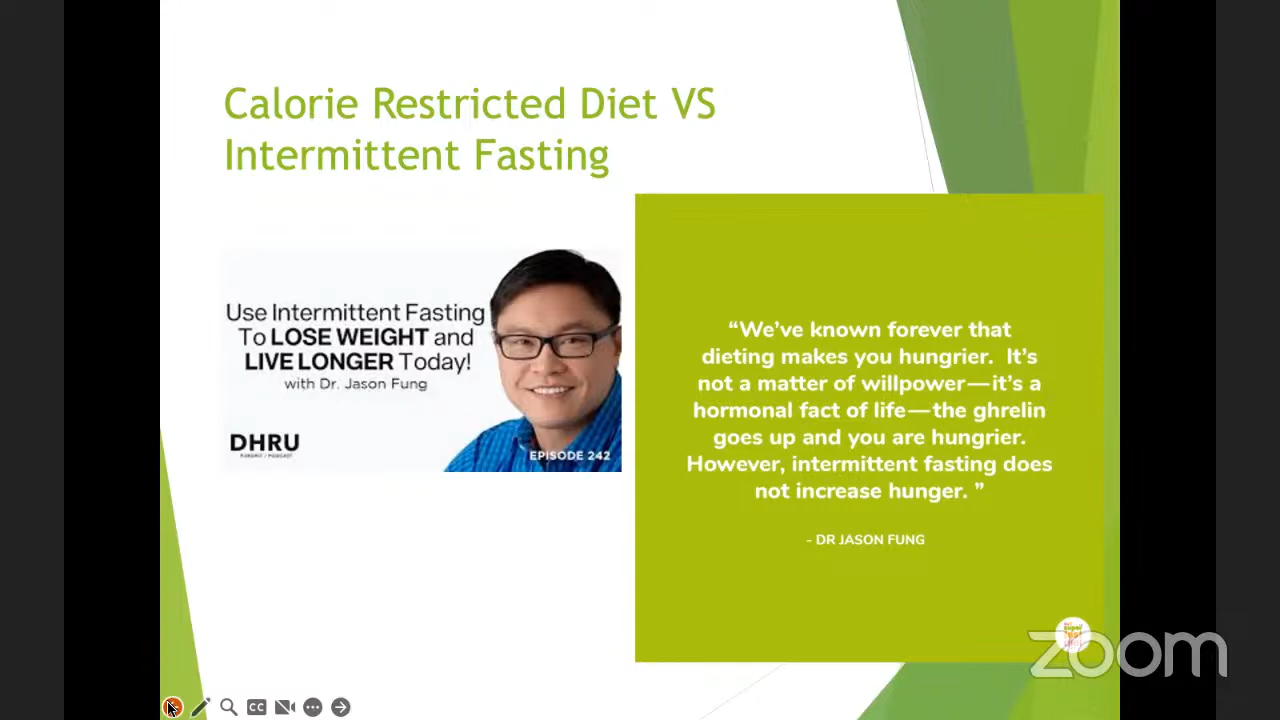 Calorie Restricted Diet VS
Intermittent Fasting
Use Intermittent Fasting
To LOSE WEIGHT and
LIVE LONGER Today!
with Dr. Jason Fung
DHRU
EPISODE 242
“We’ve known forever that
dieting makes you hungrier. It’s
not a matter of willpower—it’s a
hormonal fact of life—the ghrelin
goes up and you are hungrier.
However, intermittent fasting does
not increase hunger. ”
- DR JASON FUNG
zoom
CC